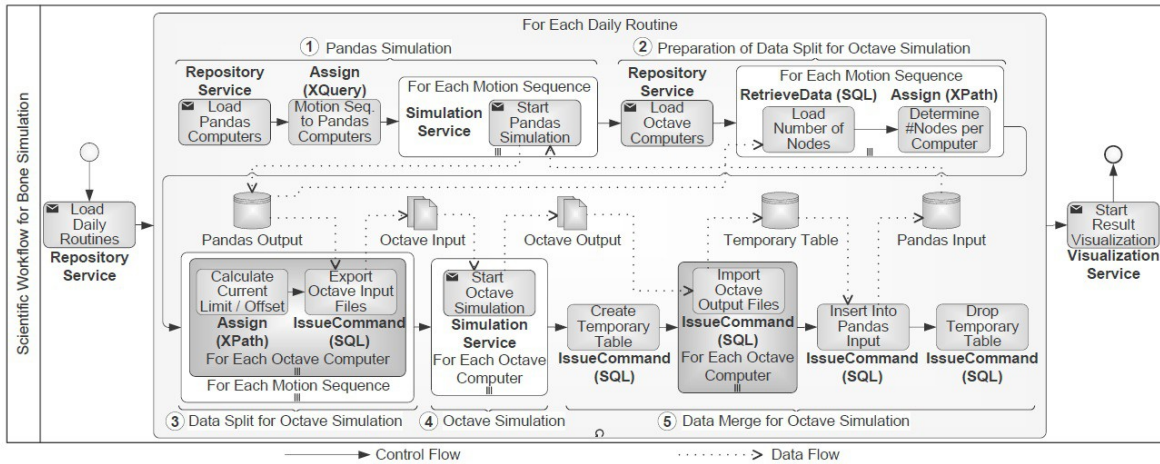 Scientific Workflow for Bone Simulation
For Each Daily Routine
1 Pandas Simulation
2 Preparation of Data Split for Octave Simulation
Repository
Service
Load
Pandas
Computers
Assign
(XQuery)
Motion Seq.
to Pandas
Computers
For Each Motion Sequence
Simulation
Service
Start
Pandas
Simulation
III
Repository
Service
Load
Octave
Computers
For Each Motion Sequence
RetrieveData (SQL)
Load
Number of
Nodes
Assign (XPath)
Determine
#Nodes per
Computer
III
Load
Daily
Routines
Repository
Service
Pandas Output
Octave Input
Octave Output
Temporary Table
Pandas Input
Start
Result
Visualization
Visualization
Service
Calculate
Current
Limit / Offset
Assign
(XPath)
Export
Octave Input
Files
IssueCommand
(SQL)
For Each Octave Computer
III
For Each Motion Sequence
III
Start
Octave
Simulation
Simulation
Service
For Each Octave
Computer
III
Create
Temporary
Table
IssueCommand
(SQL)
Import
Octave
Output Files
IssueCommand
(SQL)
For Each Octave
Computer
III
Insert Into
Pandas
Input
IssueCommand
(SQL)
Drop
Temporary
Table
IssueCommand
(SQL)
3 Data Split for Octave Simulation
4 Octave Simulation
5 Data Merge for Octave Simulation
Control Flow
Data Flow